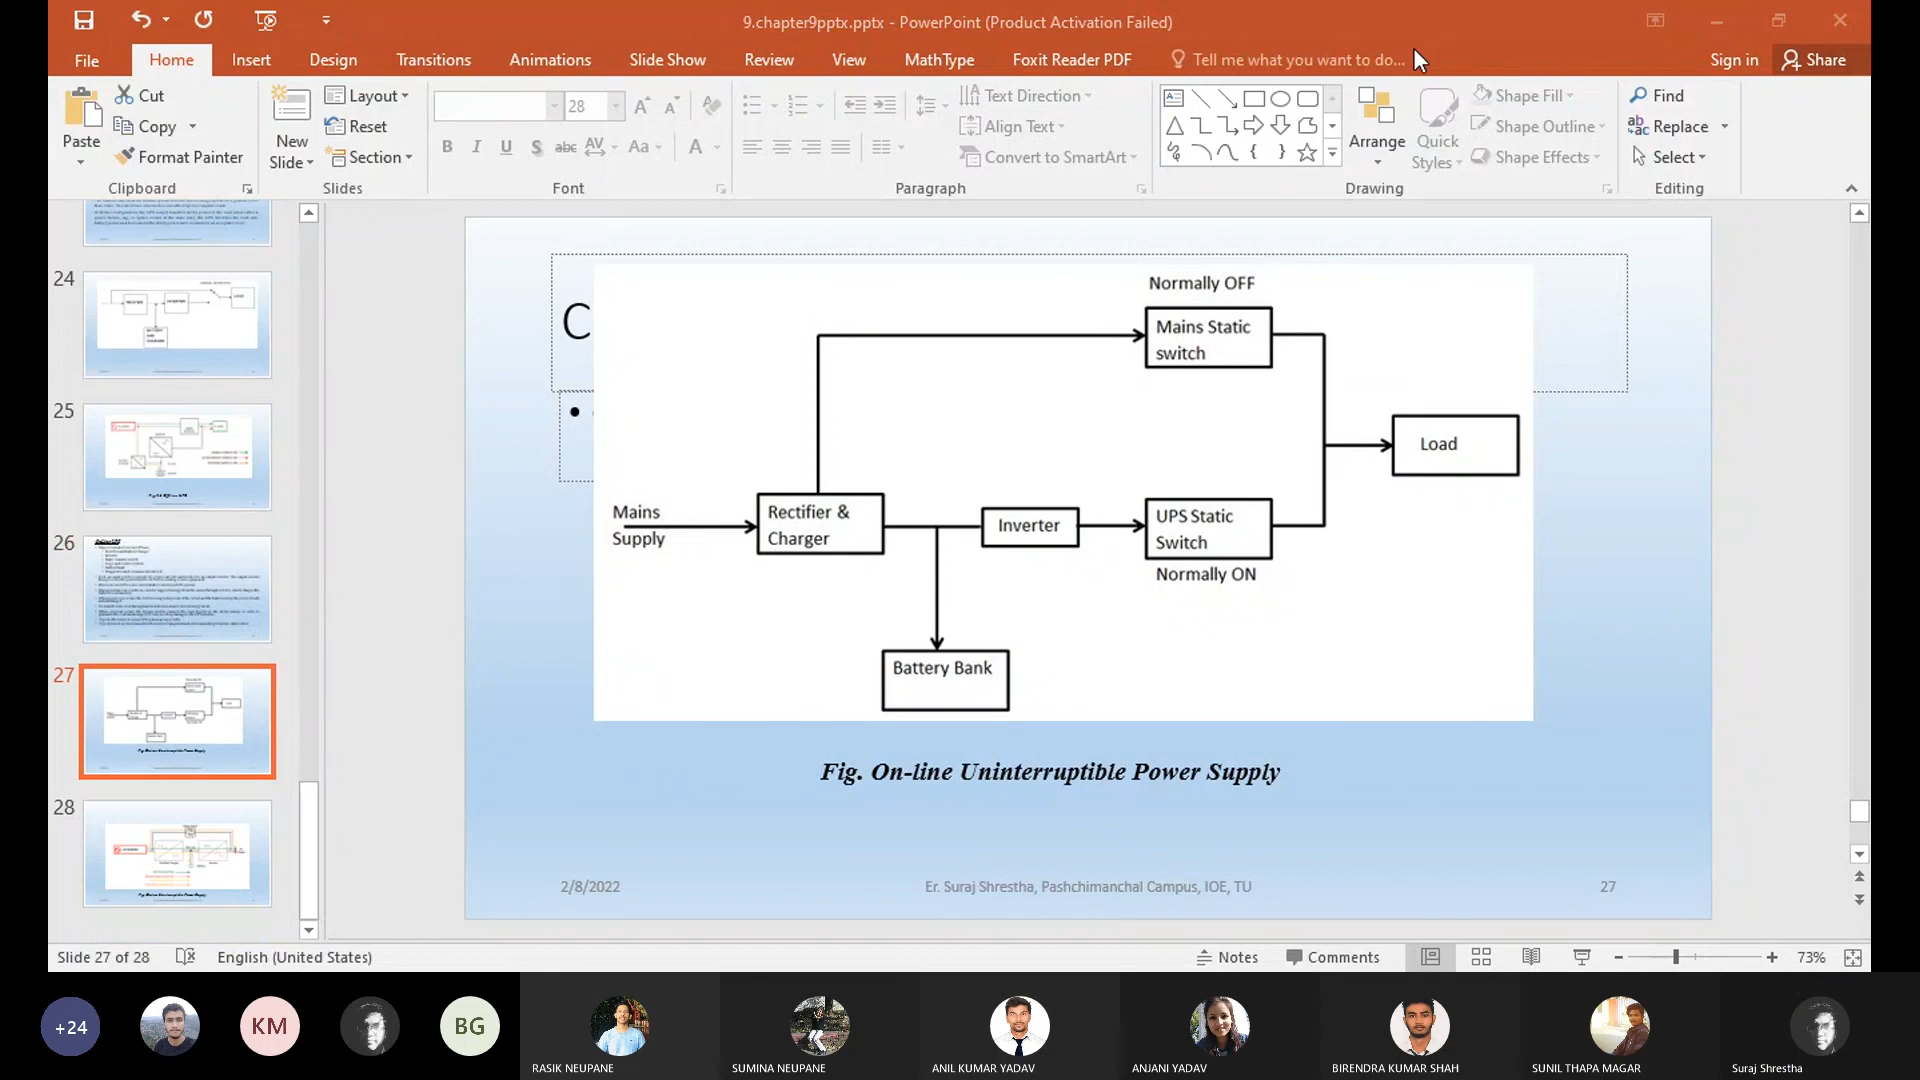 9.chapter9pptx.pptx - PowerPoint (Product Activation Failed)
File Home Insert Design Transitions Animations Slide Show Review View MathType Foxit Reader PDF Tell me what you want to do... Sign in Share
Paste
Cut
Copy
Format Painter
Clipboard
New Slide
Layout
Reset
Section
Slides
28
Font
Text Direction
Align Text
Convert to SmartArt
Paragraph
Arrange
Quick Styles
Shape Fill
Shape Outline
Shape Effects
Drawing
Find
Replace
Select
Editing
24
25
26
27
28
C
Normally OFF
Mains Static
switch
Load
Mains
Supply
Rectifier &
Charger
Inverter
UPS Static
Switch
Normally ON
Battery Bank
Fig. On-line Uninterruptible Power Supply
2/8/2022 Er. Suraj Shrestha, Pashchimanchal Campus, IOE, TU 27
Slide 27 of 28 English (United States) Notes Comments 73%
+24 KM BG
RASIK NEUPANE SUMINA NEUPANE ANIL KUMAR YADAV ANJANI YADAV BIRENDRA KUMAR SHAH SUNIL THAPA MAGAR Suraj Shrestha